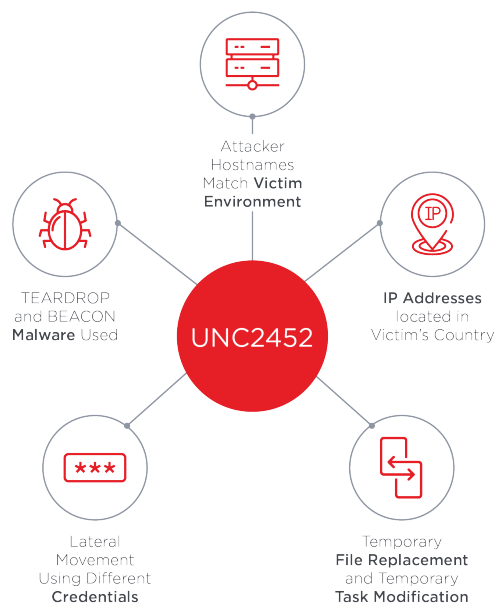 Attacker
Hostnames
Match Victim
Environment
IP
IP Addresses
located in
Victim's Country
TEARDROP
and BEACON
Malware Used
UNC2452
***
Lateral
Movement
Using Different
Credentials
Temporary
File Replacement
and Temporary
Task Modification